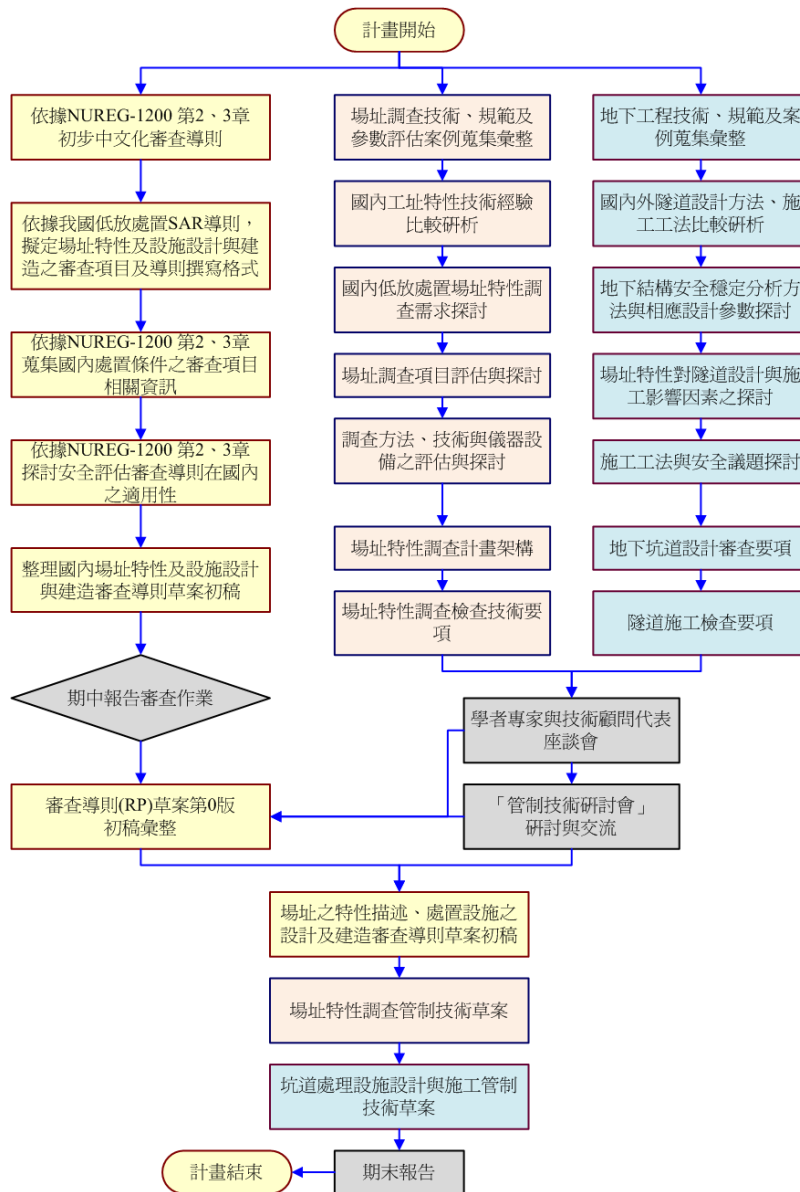 計畫開始
依據NUREG-1200 第2、3章
初步中文化審查導則
依據我國低放處置SAR導則，
擬定場址特性及設施設計與建
造之審查項目及導則撰寫格式
依據NUREG-1200 第2、3章
蒐集國內處置條件之審查項目
相關資訊
依據NUREG-1200 第2、3章
探討安全評估審查導則在國內
之適用性
整理國內場址特性及設施設計
與建造審查導則草案初稿
期中報告審查作業
審查導則(RP)草案第0版
初稿彙整
場址調查技術、規範及
參數評估案例蒐集彙整
國內工址特性技術經驗
比較研析
國內低放處置場址特性調
查需求探討
場址調查項目評估與探討
調查方法、技術與儀器設
備之評估與探討
場址特性調查計畫架構
場址特性調查檢查技術要
項
地下工程技術、規範及案
例蒐集彙整
國內外隧道設計方法、施
工工法比較研析
地下結構安全穩定分析方
法與相應設計參數探討
場址特性對隧道設計與施
工影響因素之探討
施工工法與安全議題探討
地下坑道設計審查要項
隧道施工檢查要項
學者專家與技術顧問代表
座談會
「管制技術研討會」
研討與交流
場址之特性描述、處置設施之
設計及建造審查導則草案初稿
場址特性調查管制技術草案
坑道處理設施設計與施工管制
技術草案
期末報告
計畫結束